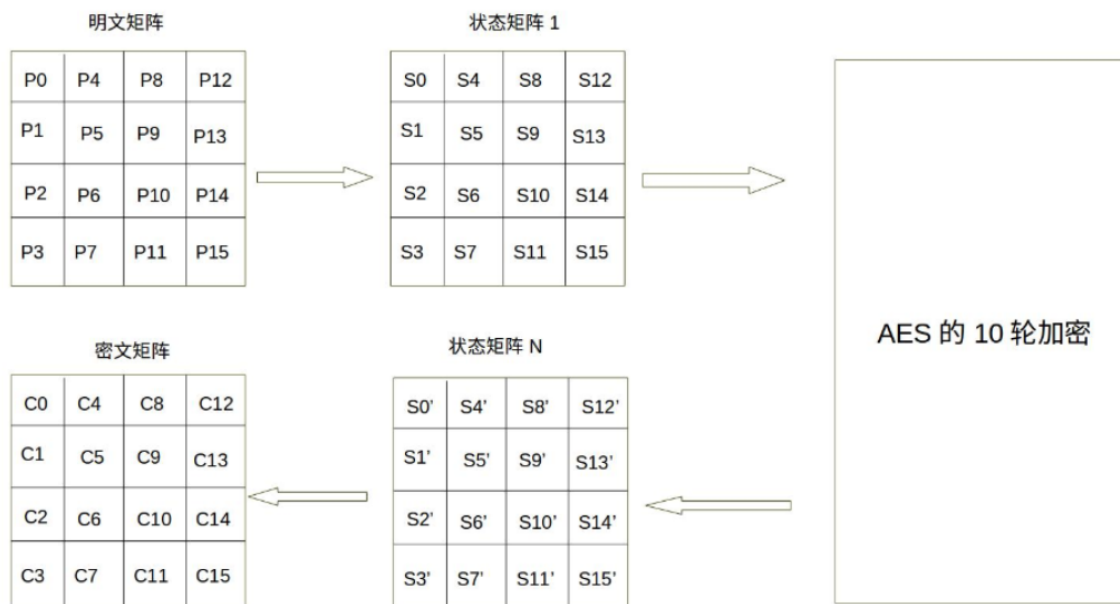 明文矩阵
P0 P4 P8 P12
P1 P5 P9 P13
P2 P6 P10 P14
P3 P7 P11 P15
状态矩阵 1
S0 S4 S8 S12
S1 S5 S9 S13
S2 S6 S10 S14
S3 S7 S11 S15
AES 的 10 轮加密
状态矩阵 N
S0’ S4’ S8’ S12’
S1’ S5’ S9’ S13’
S2’ S6’ S10’ S14’
S3’ S7’ S11’ S15’
密文矩阵
C0 C4 C8 C12
C1 C5 C9 C13
C2 C6 C10 C14
C3 C7 C11 C15